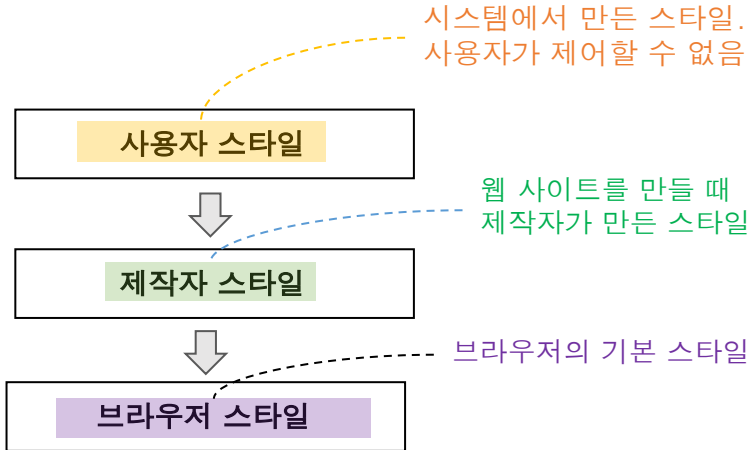 시스템에서 만든 스타일.
사용자가 제어할 수 없음
사용자 스타일
웹 사이트를 만들 때
제작자가 만든 스타일
제작자 스타일
브라우저의 기본 스타일
브라우저 스타일